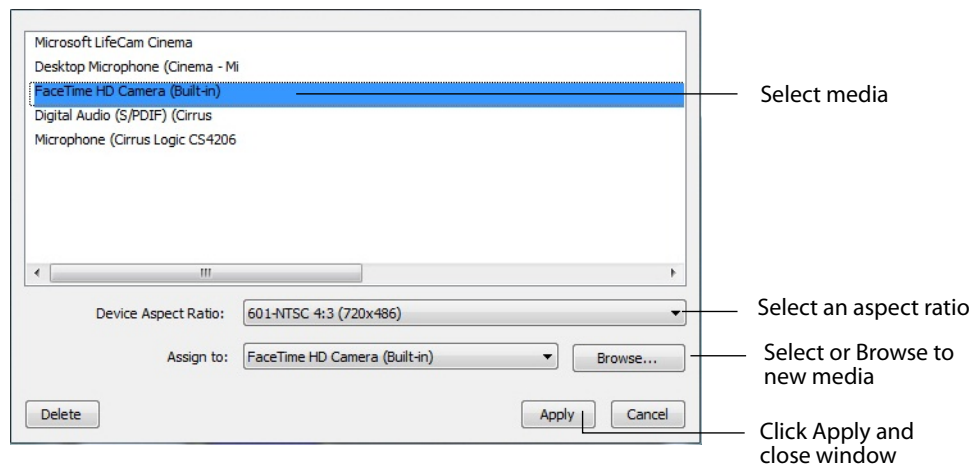 Microsoft LifeCam Cinema
Desktop Microphone (Cinema - Mi
FaceTime HD Camera (Built-in)
Select media
Digital Audio (S/PDIF) (Cirrus
Microphone (Cirrus Logic CS4206
Device Aspect Ratio: 601-NTSC 4:3 (720x486)
Select an aspect ratio
Assign to: FaceTime HD Camera (Built-in) Browse...
Select or Browse to
new media
Delete Apply Cancel
Click Apply and
close window